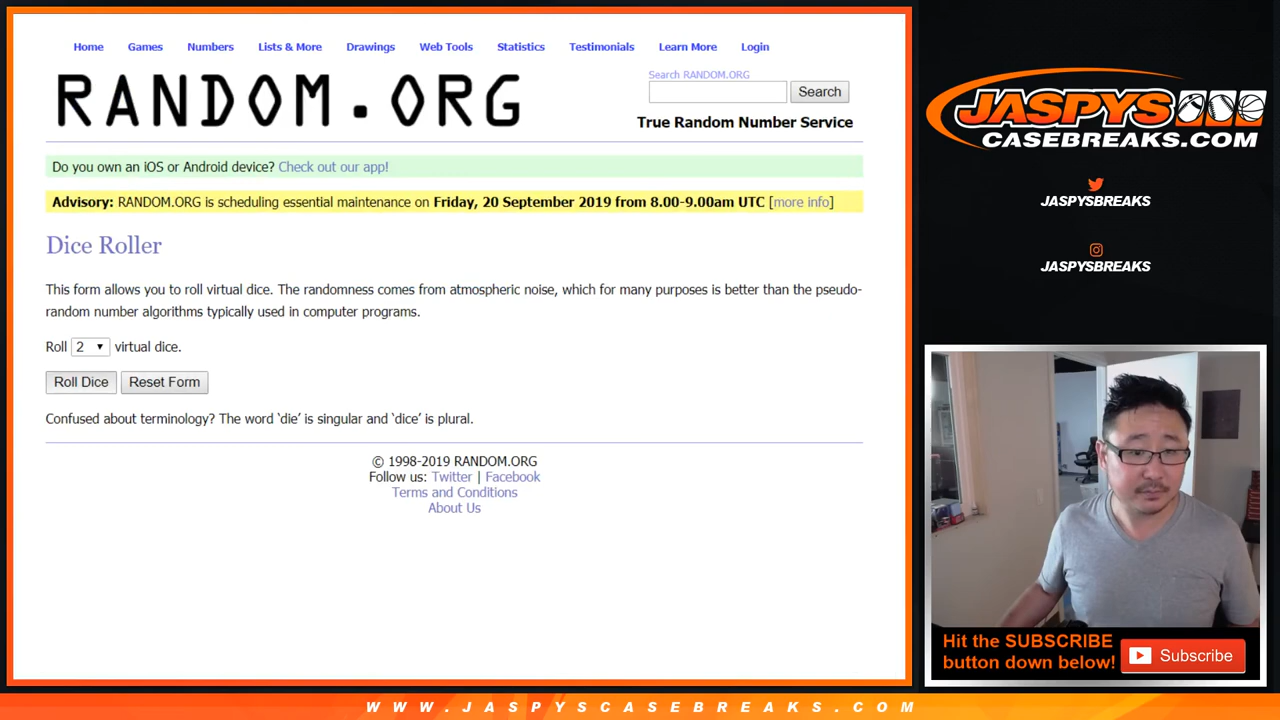 Home Games Numbers Lists & More Drawings Web Tools Statistics Testimonials Learn More Login
RANDOM.ORG
Search RANDOM.ORG
Search
True Random Number Service
Do you own an iOS or Android device? Check out our app!
Advisory: RANDOM.ORG is scheduling essential maintenance on Friday, 20 September 2019 from 8.00-9.00am UTC [more info]
Dice Roller
This form allows you to roll virtual dice. The randomness comes from atmospheric noise, which for many purposes is better than the pseudo-
random number algorithms typically used in computer programs.
Roll 2 virtual dice.
Roll Dice Reset Form
Confused about terminology? The word ‘die’ is singular and ‘dice’ is plural.
© 1998-2019 RANDOM.ORG
Follow us: Twitter | Facebook
Terms and Conditions
About Us
JASPYS
CASEBREAKS.COM
JASPYSBREAKS
JASPYSBREAKS
Hit the SUBSCRIBE
button down below!
Subscribe
WWW.JASPYSCASEBREAKS.COM